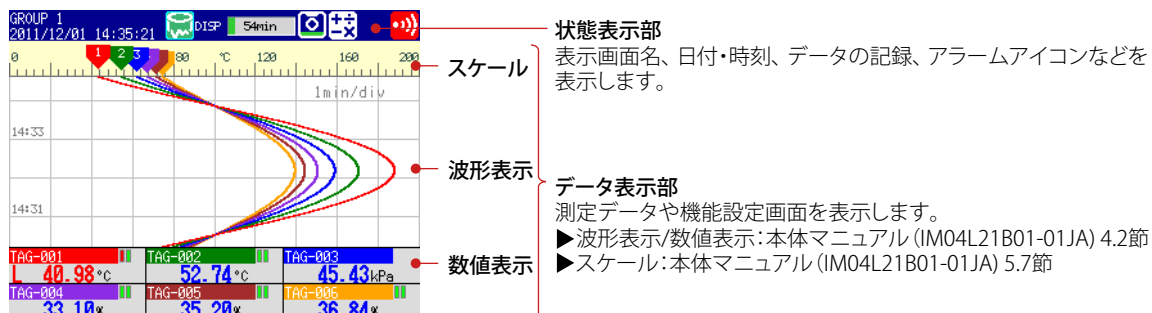 GROUP 1
2011/12/01 14:35:21
DISP
54min
状態表示部
表示画面名、日付・時刻、データの記録、アラームアイコンなどを
表示します。
1 2 3
0 80 °C 120 160 200
スケール
1min/div
14:33
波形表示
データ表示部
測定データや機能設定画面を表示します。
▶波形表示/数値表示：本体マニュアル（IM04L21B01-01JA) 4.2節
▶スケール：本体マニュアル（IM04L21B01-01JA) 5.7節
14:31
数値表示
TAG-001 TAG-002 TAG-003
L 40.98°C 52.74°C 45.43kPa
TAG-004 TAG-005 TAG-006
33.10% 35.20% 36.84%